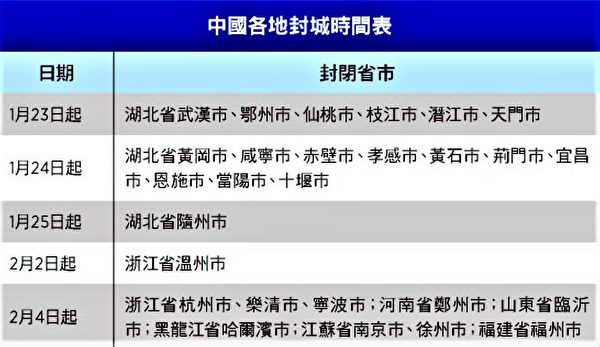 中國各地封城時間表
日期 封閉省市
1月23日起 湖北省武漢市、鄂州市、仙桃市、枝江市、潛江市、天門市
1月24日起 湖北省黃岡市、咸寧市、赤壁市、孝感市、黃石市、荊門市、宜昌
市、恩施市、當陽市、十堰市
1月25日起 湖北省隨州市
2月2日起 浙江省溫州市
2月4日起 浙江省杭州市、樂清市、寧波市；河南省鄭州市；山東省臨沂
市；黑龍江省哈爾濱市；江蘇省南京市、徐州市；福建省福州市